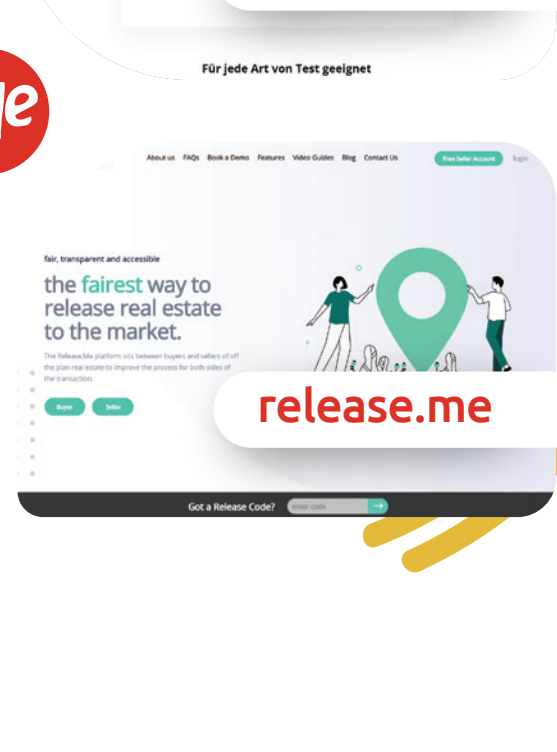 Für jede Art von Test geeignet
e
About us FAQs Book a Demo Features Video Guides Blog Contact Us Free Seller Account login
fair, transparent and accessible
the fairest way to
release real estate
to the market.
The Release.Me platform sits between buyers and sellers of off
the plan real estate to improve the process for both sides of
the transaction.
Buyer Seller
release.me
Got a Release Code? enter code